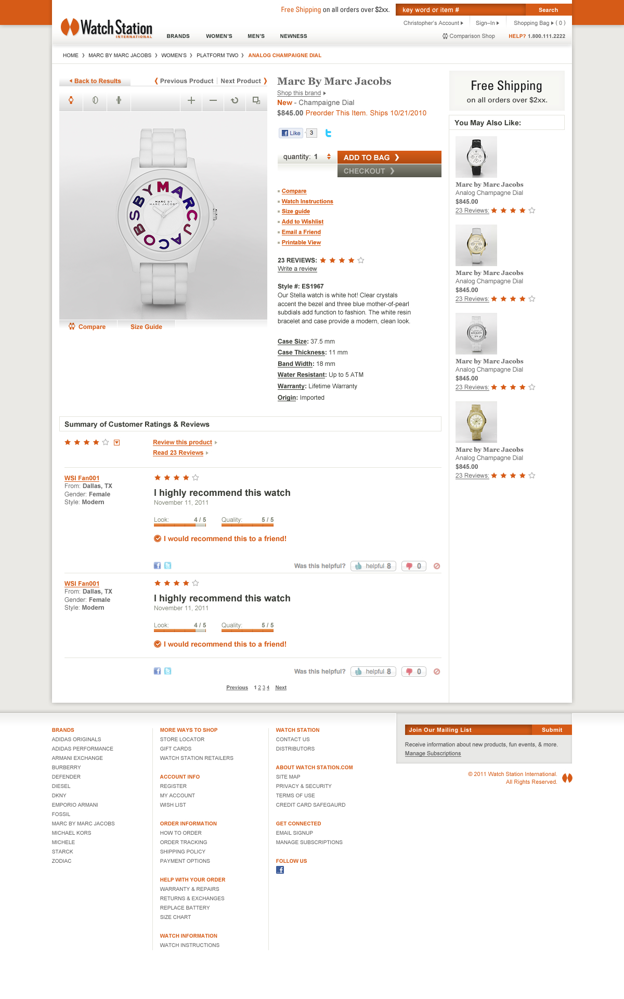 Free Shipping on all orders over $2xx.
key word or item #
Search
Christopher's Account
Sign-In
Shopping Bag ( 0 )
Watch Station
INTERNATIONAL
BRANDS
WOMEN'S
MEN'S
NEWNESS
Comparison Shop
HELP? 1.800.111.2222
HOME ❯ MARC BY MARC JACOBS ❯ WOMEN'S ❯ PLATFORM TWO ❯ ANALOG CHAMPAIGNE DIAL
Back to Results
Previous Product
Next Product
MARC BY
MARC JACOBS
MARC JACOBS BY
Compare
Size Guide
Marc By Marc Jacobs
Shop this brand
New - Champaigne Dial
$845.00 Preorder This Item. Ships 10/21/2010
Like
3
quantity: 1
ADD TO BAG ❯
CHECKOUT ❯
Compare
Watch Instructions
Size guide
Add to Wishlist
Email a Friend
Printable View
23 REVIEWS:
Write a review
Style #: ES1967
Our Stella watch is white hot! Clear crystals
accent the bezel and three blue mother-of-pearl
subdials add function to fashion. The white resin
bracelet and case provide a modern, clean look.
Case Size: 37.5 mm
Case Thickness: 11 mm
Band Width: 18 mm
Water Resistant: Up to 5 ATM
Warranty: Lifetime Warranty
Origin: Imported
Free Shipping
on all orders over $2xx.
You May Also Like:
Marc by Marc Jacobs
Analog Champagne Dial
$845.00
23 Reviews:
Marc by Marc Jacobs
Analog Champagne Dial
$845.00
23 Reviews:
Marc by Marc Jacobs
Analog Champagne Dial
$845.00
23 Reviews:
Marc by Marc Jacobs
Analog Champagne Dial
$845.00
23 Reviews:
Summary of Customer Ratings & Reviews
Review this product
Read 23 Reviews
WSI Fan001
From: Dallas, TX
Gender: Female
Style: Modern
I highly recommend this watch
November 11, 2011
Look: 4 / 5
Quality: 5 / 5
I would recommend this to a friend!
Was this helpful?
helpful 8
0
WSI Fan001
From: Dallas, TX
Gender: Female
Style: Modern
I highly recommend this watch
November 11, 2011
Look: 4 / 5
Quality: 5 / 5
I would recommend this to a friend!
Was this helpful?
helpful 8
0
Previous 1 2 3 4 Next
BRANDS
ADIDAS ORIGINALS
ADIDAS PERFORMANCE
ARMANI EXCHANGE
BURBERRY
DEFENDER
DIESEL
DKNY
EMPORIO ARMANI
FOSSIL
MARC BY MARC JACOBS
MICHAEL KORS
MICHELE
STARCK
ZODIAC
MORE WAYS TO SHOP
STORE LOCATOR
GIFT CARDS
WATCH STATION RETAILERS
ACCOUNT INFO
REGISTER
MY ACCOUNT
WISH LIST
ORDER INFORMATION
HOW TO ORDER
ORDER TRACKING
SHIPPING POLICY
PAYMENT OPTIONS
HELP WITH YOUR ORDER
WARRANTY & REPAIRS
RETURNS & EXCHANGES
REPLACE BATTERY
SIZE CHART
WATCH INFORMATION
WATCH INSTRUCTIONS
WATCH STATION
CONTACT US
DISTRIBUTORS
ABOUT WATCH STATION.COM
SITE MAP
PRIVACY & SECURITY
TERMS OF USE
CREDIT CARD SAFEGAURD
GET CONNECTED
EMAIL SIGNUP
MANAGE SUBSCRIPTIONS
FOLLOW US
Join Our Mailing List
Submit
Receive information about new products, fun events, & more.
Manage Subscriptions
© 2011 Watch Station International.
All Rights Reserved.